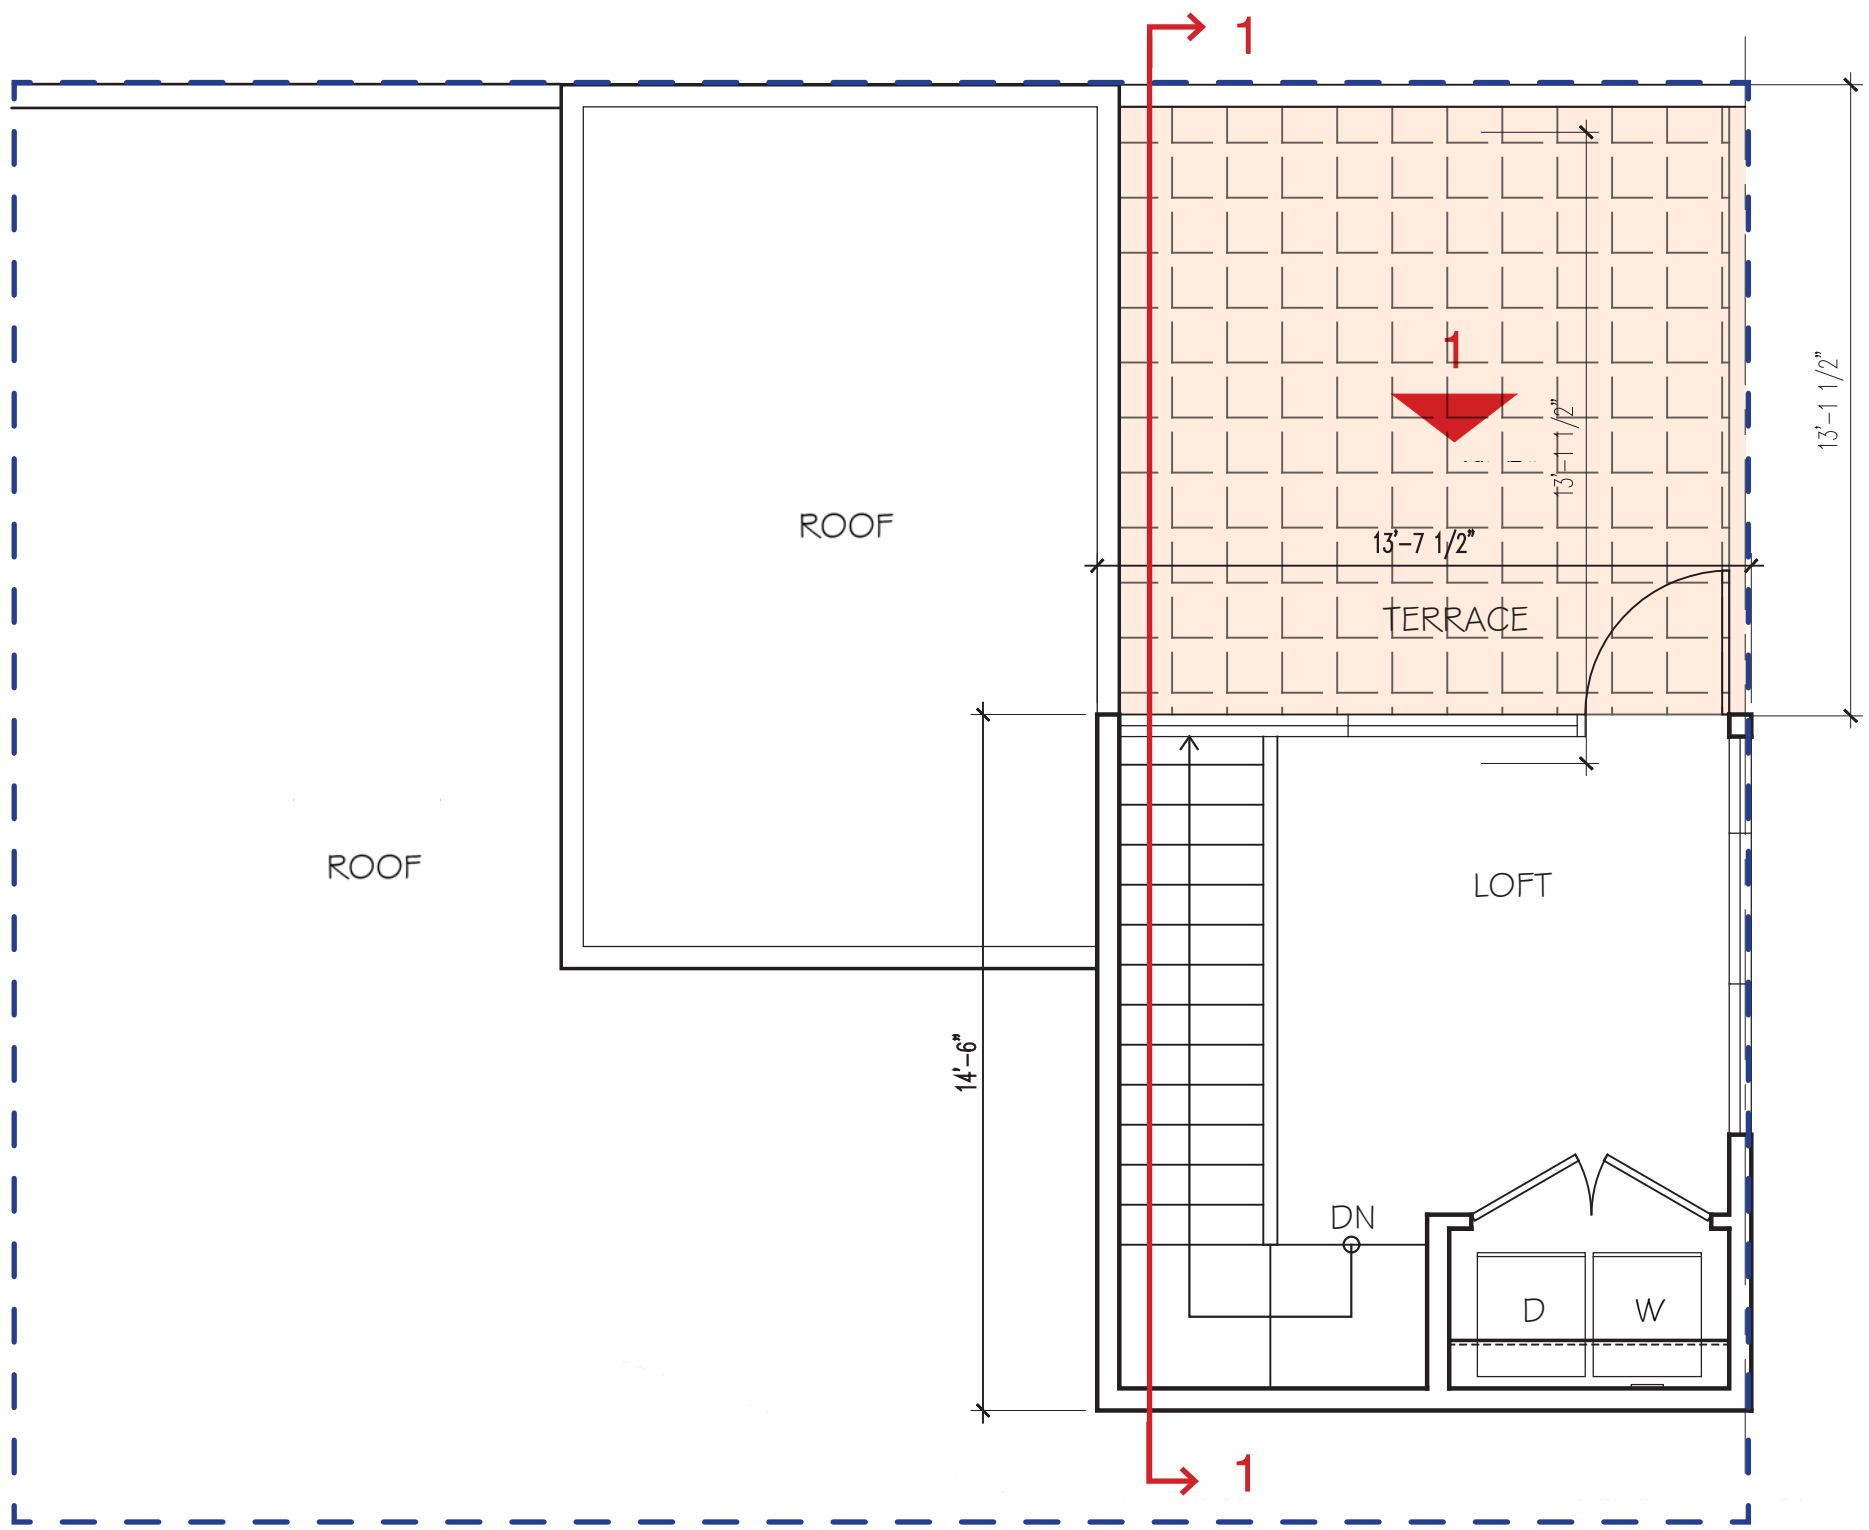 1
1
13'-1 1/2"
13'-1 1/2"
ROOF
13'-7 1/2"
TERRACE
ROOF
LOFT
14'-6"
DN
D
W
1